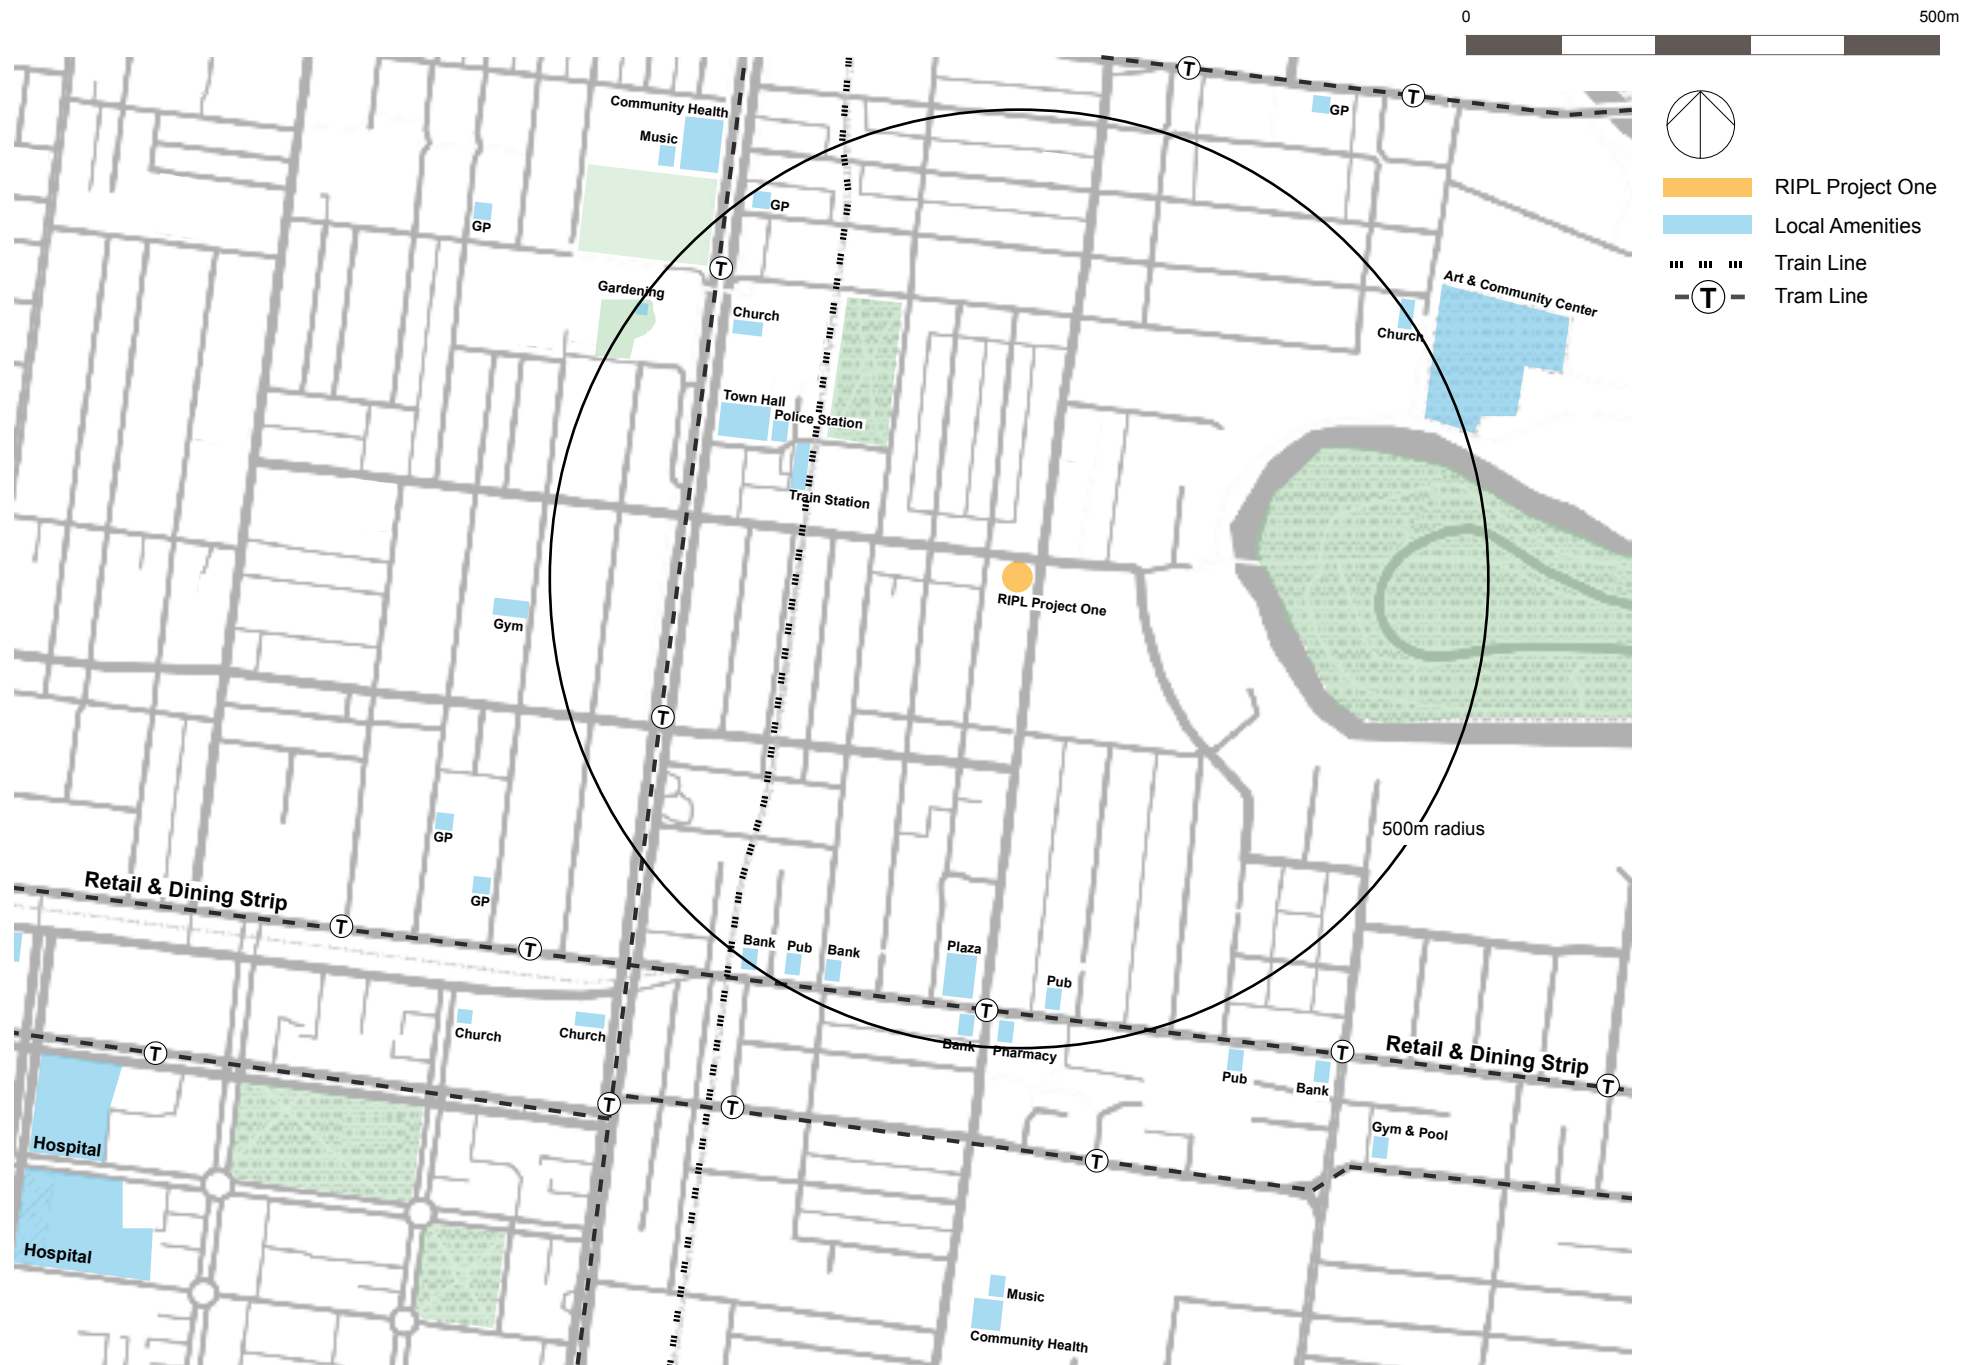 0
500m
T
T
GP
Community Health
Music
RIPL Project One
GP
GP
Local Amenities
Train Line
T
Tram Line
T
Gardening
Art & Community Center
Church
Church
Town Hall
Police Station
Train Station
RIPL Project One
Gym
T
500m radius
GP
Retail & Dining Strip
GP
T
T
Bank
Pub
Bank
Plaza
Pub
T
Church
Church
Bank
Pharmacy
T
T
Retail & Dining Strip
Pub
Bank
T
T
T
Gym & Pool
Hospital
T
Hospital
Music
Community Health